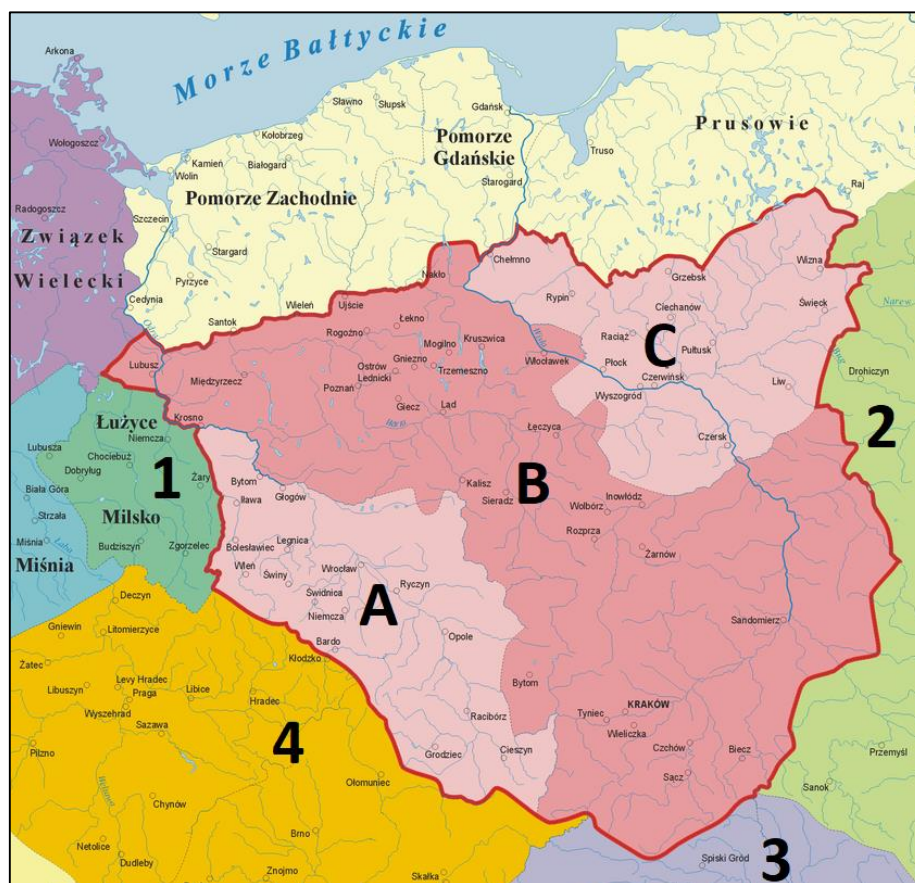 Morze Bałtyckie
Arkona
Wołogoszcz
Radogoszcz
Związek
Wielecki
Sławno
Słupsk
Kołobrzeg
Kamień
Wolin
Białogard
Pomorze Zachodnie
Szczecin
Stargard
Pyrzyce
Cedynia
Odra
Santok
Wieleń
Gdańsk
Pomorze
Gdańskie
Starogard
Truso
Prusowie
Raj
Nakło
Chełmno
Ujście
Łekno
Rogoźno
Lubusz
Międzyrzecz
Poznań
Ostrów
Lednicki
Gniezno
Mogilno
Kruszwica
Trzemeszno
Giecz
Ląd
Warta
Rypin
Grzebsk
Wizna
Ciechanów
Święck
Raciąż
C
Pułtusk
Płock
Wisła
Włocławek
Czerwińsk
Wyszogród
Liw
Czersk
Narew
Bug
Drohiczyn
2
Krosno
Łużyce
Niemcza
Lubusza
Chociebuż
Dobryług
1
Żary
Biała Góra
Strzała
Milsko
Miśnia
Łaba
Budziszyn
Zgorzelec
Miśnia
Bytom
Iława
Głogów
Łęczyca
Kalisz
Sieradz
B
Inowłódz
Wolbórz
Rozprza
Żarnów
Bolesławiec
Legnica
Wleń
Świny
Wrocław
Ryczyn
A
Świdnica
Niemcza
Bardo
Kłodzko
Opole
Sandomierz
Bytom
Racibórz
Grodziec
Cieszyn
KRAKÓW
Tyniec
Wieliczka
Czchów
Biecz
Sącz
Przemyśl
Sanok
Spiski Gród
3
Deczyn
Gniewin
Litomierzyce
Żatec
Libuszyn
Levy Hradec
Praga
Wyszehrad
Libice
Hradec
Sazawa
4
Pilzno
Ołomuniec
Chynów
Netolice
Dudleby
Brno
Znojmo
Skałka